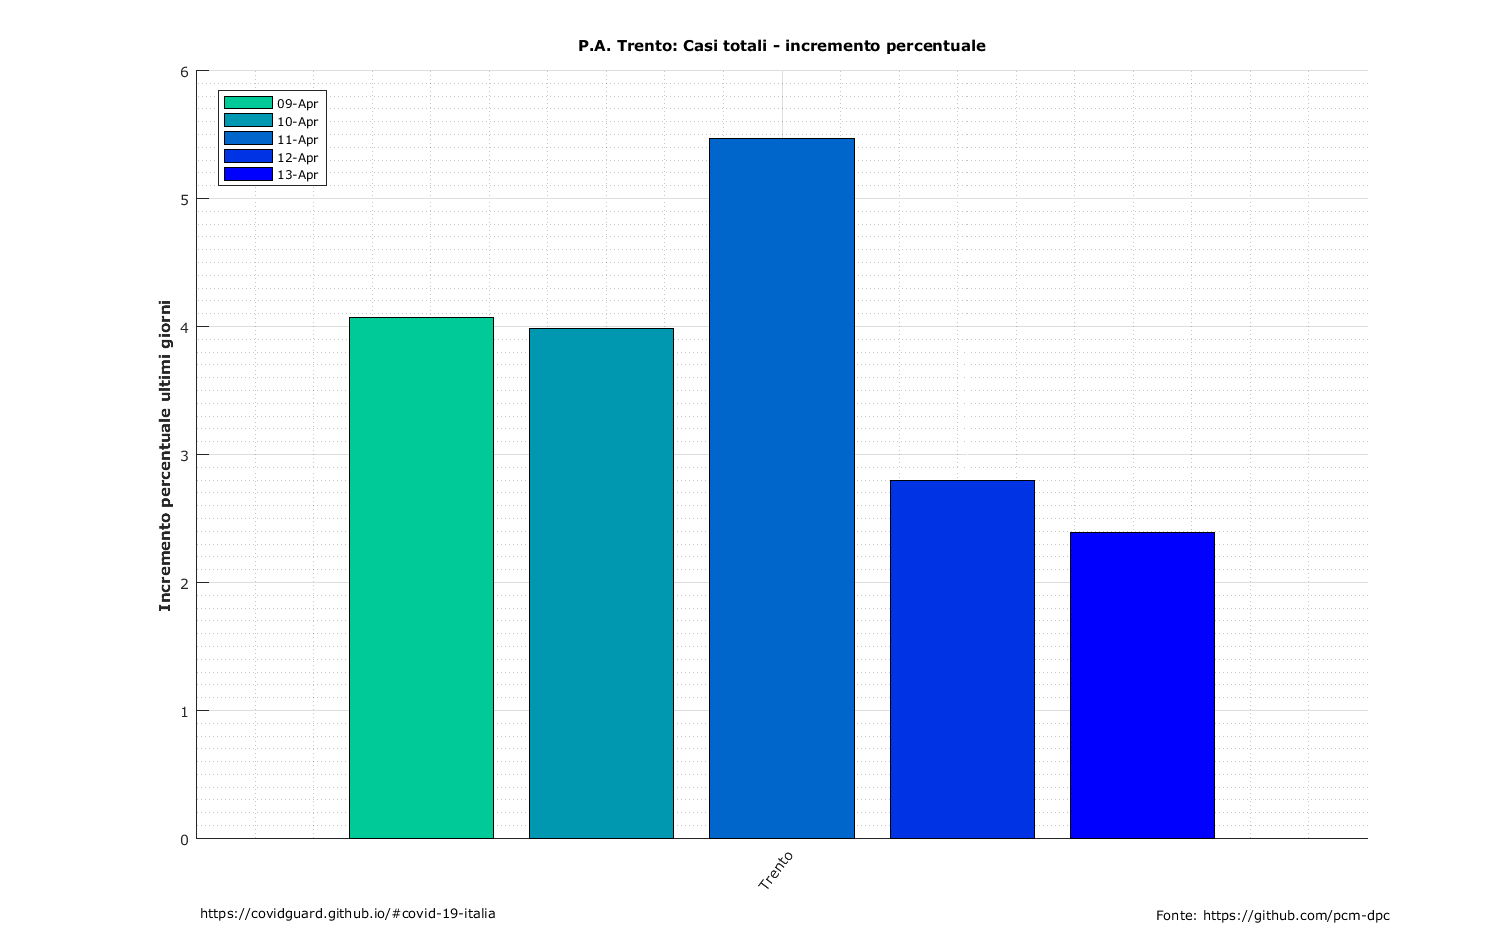 P.A. Trento: Casi totali - incremento percentuale
6
09-Apr
10-Apr
11-Apr
12-Apr
13-Apr
5
4
3
2
1
0
Incremento percentuale ultimi giorni
Trento
https://covidguard.github.io/#covid-19-italia
Fonte: https://github.com/pcm-dpc